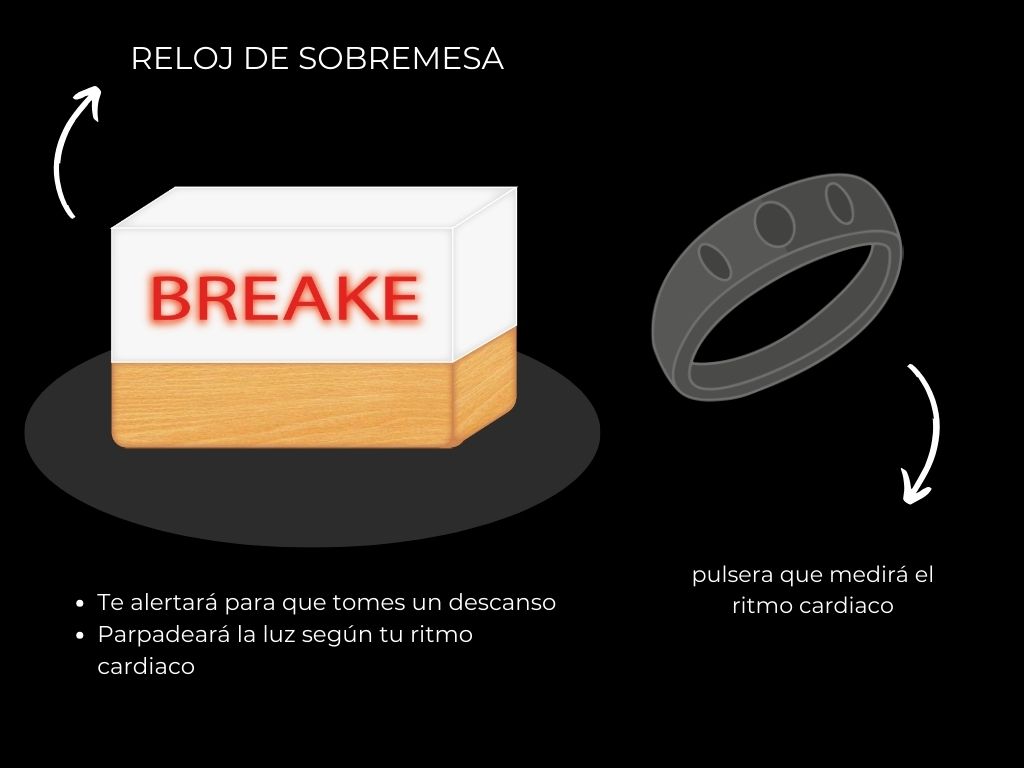 RELOJ DE SOBREMESA
BREAKE
Te alertará para que tomes un descanso
Parpadeará la luz según tu ritmo
cardiaco
pulsera que medirá el
ritmo cardiaco